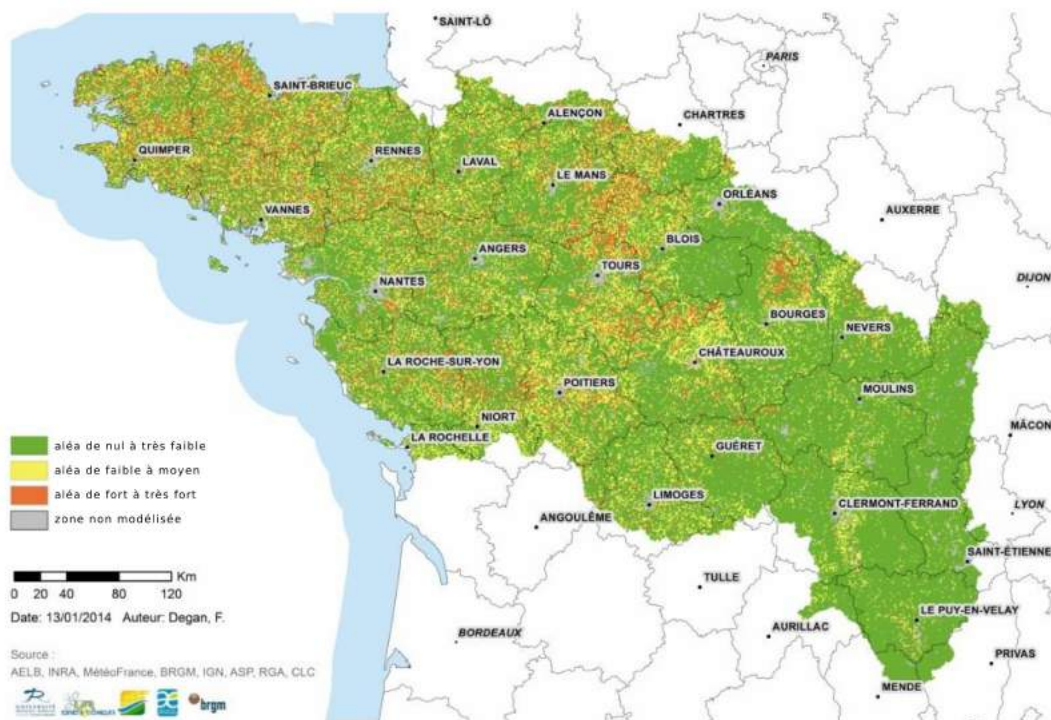 SAINT-LÔ
PARIS
SAINT-BRIEUC
ALENÇON
CHARTRES
QUIMPER
RENNES
LAVAL
LE MANS
ORLÉANS
VANNES
AUXERRE
ANGERS
BLOIS
TOURS
DIJON
NANTES
BOURGES
NEVERS
LA ROCHE-SUR-YON
CHÂTEAUROUX
POITIERS
MOULINS
NIORT
MÂCON
LA ROCHELLE
GUÉRET
aléa de nul à très faible
aléa de faible à moyen
aléa de fort à très fort
zone non modélisée
LIMOGES
CLERMONT-FERRAND
LYON
ANGOULÊME
SAINT-ÉTIENNE
TULLE
LE PUY-EN-VELAY
BORDEAUX
AURILLAC
PRIVAS
MENDE
Km
0 20 40 80 120
Date: 13/01/2014 Auteur: Degan, F.
Source :
AELB, INRA, MétéoFrance, BRGM, IGN, ASP, RGA, CLC
UNIVERSITÉ
brgm